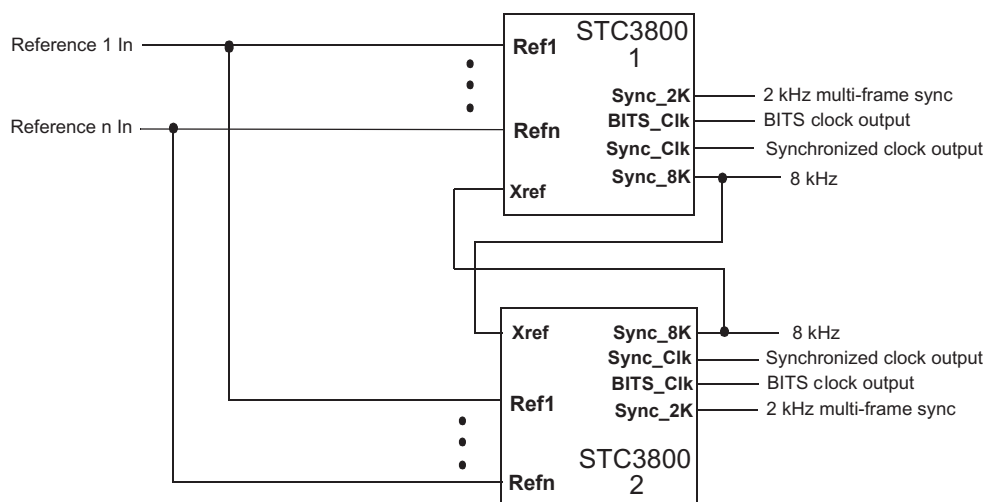 Reference 1 In
Ref1
STC3800
1
Sync_2K
2 kHz multi-frame sync
BITS_Clk
BITS clock output
Reference n In
Refn
Sync_Clk
Synchronized clock output
Sync_8K
8 kHz
Xref
Xref
Sync_8K
8 kHz
Sync_Clk
Synchronized clock output
BITS_Clk
BITS clock output
Ref1
Sync_2K
2 kHz multi-frame sync
STC3800
2
Refn